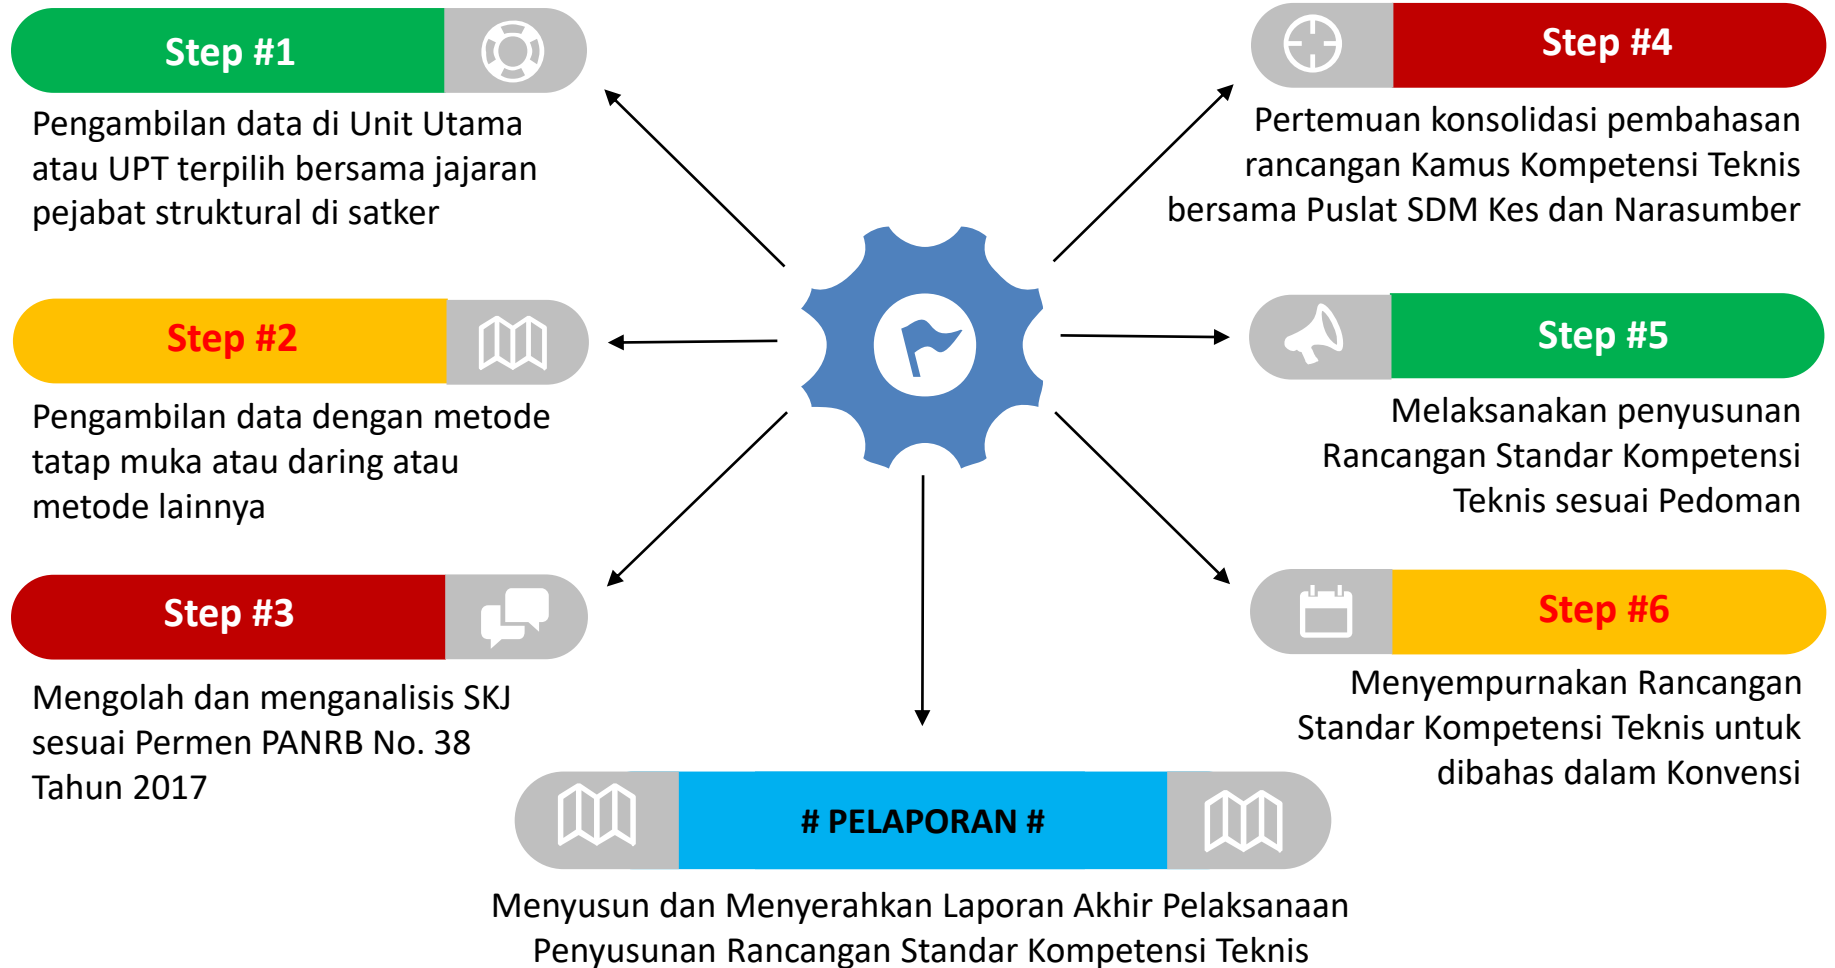 Step #1
Pengambilan data di Unit Utama
atau UPT terpilih bersama jajaran
pejabat struktural di satker
Step #2
Pengambilan data dengan metode
tatap muka atau daring atau
metode lainnya
Step #3
Mengolah dan menganalisis SKJ
sesuai Permen PANRB No. 38
Tahun 2017
Step #4
Pertemuan konsolidasi pembahasan
rancangan Kamus Kompetensi Teknis
bersama Puslat SDM Kes dan Narasumber
Step #5
Melaksanakan penyusunan
Rancangan Standar Kompetensi
Teknis sesuai Pedoman
Step #6
Menyempurnakan Rancangan
Standar Kompetensi Teknis untuk
dibahas dalam Konvensi
# PELAPORAN #
Menyusun dan Menyerahkan Laporan Akhir Pelaksanaan
Penyusunan Rancangan Standar Kompetensi Teknis